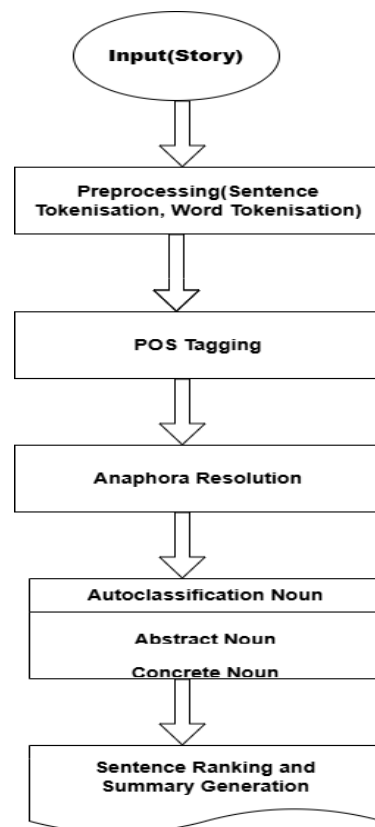 Input(Story)
Preprocessing(Sentence
Tokenisation, Word Tokenisation)
POS Tagging
Anaphora Resolution
Autoclassification Noun
Abstract Noun
Concrete Noun
Sentence Ranking and
Summary Generation